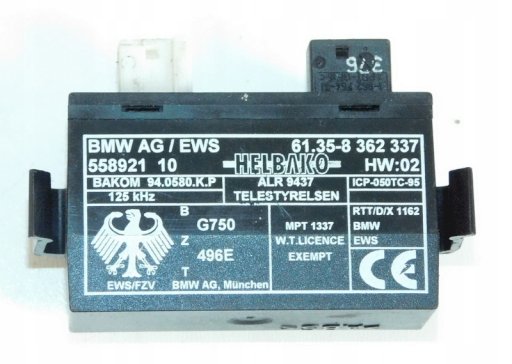 376
BMW AG / EWS 61.35-8 362 337
558921 10 HELBAKO HW:02
BAKOM 94.0580.K.P ALR 9437 ICP-050TC-95
125 kHz TELESTYRELSEN
B G750 MPT 1337 RTT/D/X 1162
Z 496E W.T.LICENCE BMW
T EXEMPT EWS
EWS/FZV BMW AG, München CE